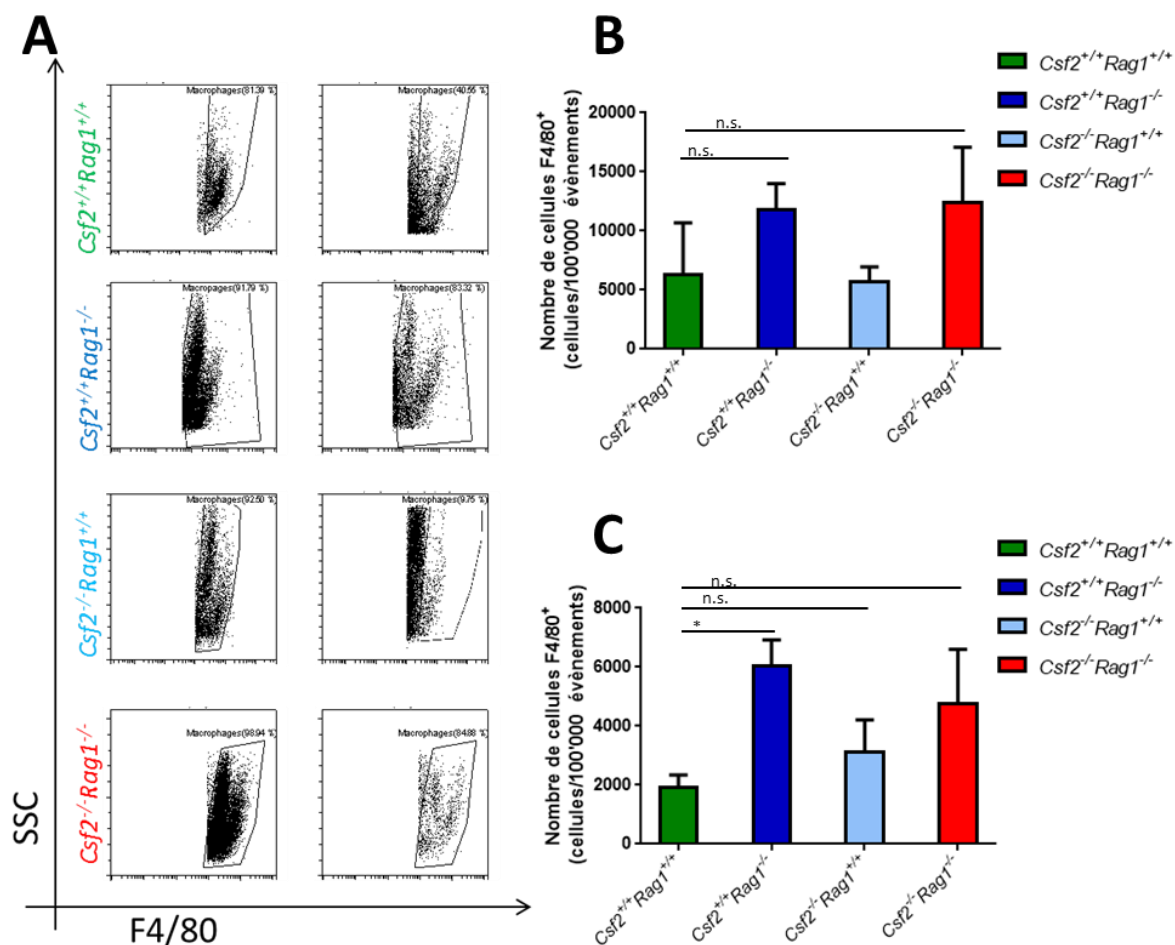 A
Csf2+/+Rag1+/+
Macrophages(81.39 %)
Macrophages(40.55 %)
Csf2+/+Rag1-/-
Macrophages(91.79 %)
Macrophages(83.32 %)
Csf2-/-Rag1+/+
Macrophages(92.50 %)
Macrophages(9.75 %)
Csf2-/-Rag1-/-
Macrophages(98.94 %)
Macrophages(84.88 %)
SSC
F4/80
B
Csf2+/+Rag1+/+
Csf2+/+Rag1-/-
Csf2-/-Rag1+/+
Csf2-/-Rag1-/-
Nombre de cellules F4/80+
(cellules/100'000 évènements)
20000
15000
10000
5000
0
n.s.
n.s.
Csf2+/+Rag1+/+
Csf2+/+Rag1-/-
Csf2-/-Rag1+/+
Csf2-/-Rag1-/-
C
Csf2+/+Rag1+/+
Csf2+/+Rag1-/-
Csf2-/-Rag1+/+
Csf2-/-Rag1-/-
Nombre de cellules F4/80+
(cellules/100'000 évènements)
8000
6000
4000
2000
0
n.s.
n.s.
*
Csf2+/+Rag1+/+
Csf2+/+Rag1-/-
Csf2-/-Rag1+/+
Csf2-/-Rag1-/-